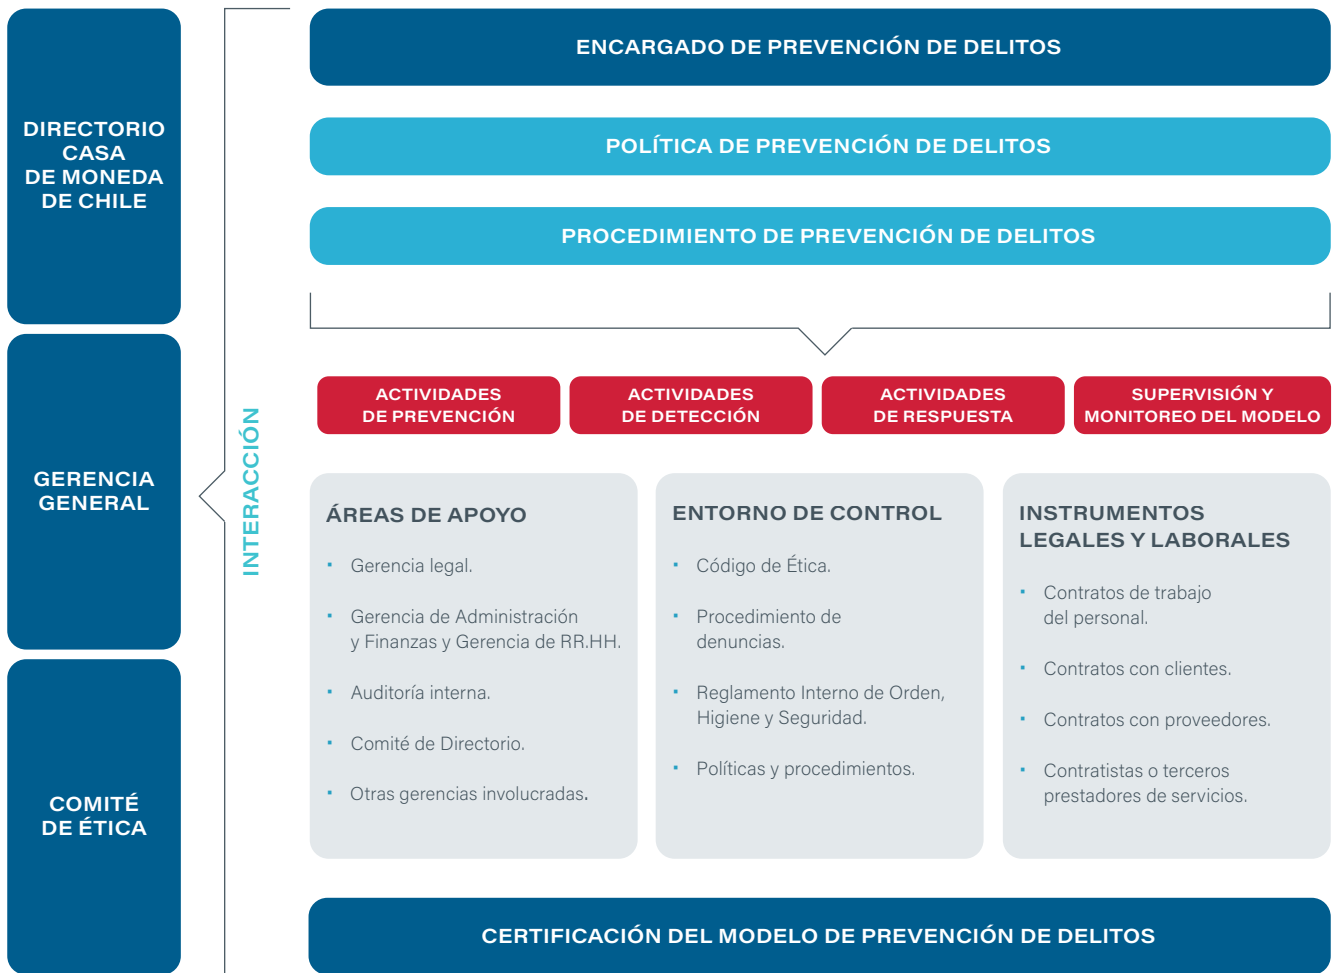 DIRECTORIO
CASA
DE MONEDA
DE CHILE
GERENCIA
GENERAL
COMITÉ
DE ÉTICA
INTERACCIÓN
ENCARGADO DE PREVENCIÓN DE DELITOS
POLÍTICA DE PREVENCIÓN DE DELITOS
PROCEDIMIENTO DE PREVENCIÓN DE DELITOS
ACTIVIDADES
DE PREVENCIÓN
ACTIVIDADES
DE DETECCIÓN
ACTIVIDADES
DE RESPUESTA
SUPERVISIÓN Y
MONITOREO DEL MODELO
ÁREAS DE APOYO
· Gerencia legal.
· Gerencia de Administración
y Finanzas y Gerencia de RR.HH.
· Auditoría interna.
· Comité de Directorio.
· Otras gerencias involucradas.
ENTORNO DE CONTROL
· Código de Ética.
· Procedimiento de
denuncias.
· Reglamento Interno de Orden,
Higiene y Seguridad.
· Políticas y procedimientos.
INSTRUMENTOS
LEGALES Y LABORALES
· Contratos de trabajo
del personal.
· Contratos con clientes.
· Contratos con proveedores.
· Contratistas o terceros
prestadores de servicios.
CERTIFICACIÓN DEL MODELO DE PREVENCIÓN DE DELITOS